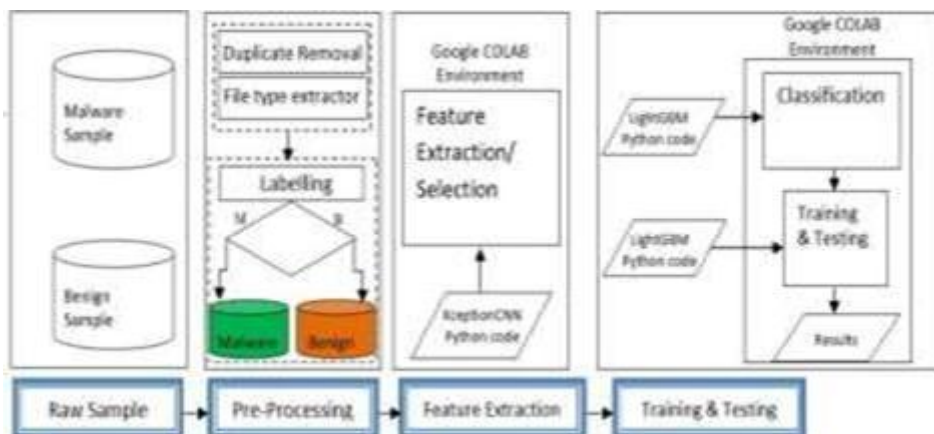 Malware
Sample
Benign
Sample
Duplicate Removal
File type extractor
Labelling
M
B
Malware
Benign
Google COLAB
Environment
Feature
Extraction/
Selection
XceptionCNN
Python code
Google COLAB
Environment
LightGBM
Python code
Classification
LightGBM
Python code
Training
& Testing
Results
Raw Sample
Pre-Processing
Feature Extraction
Training & Testing